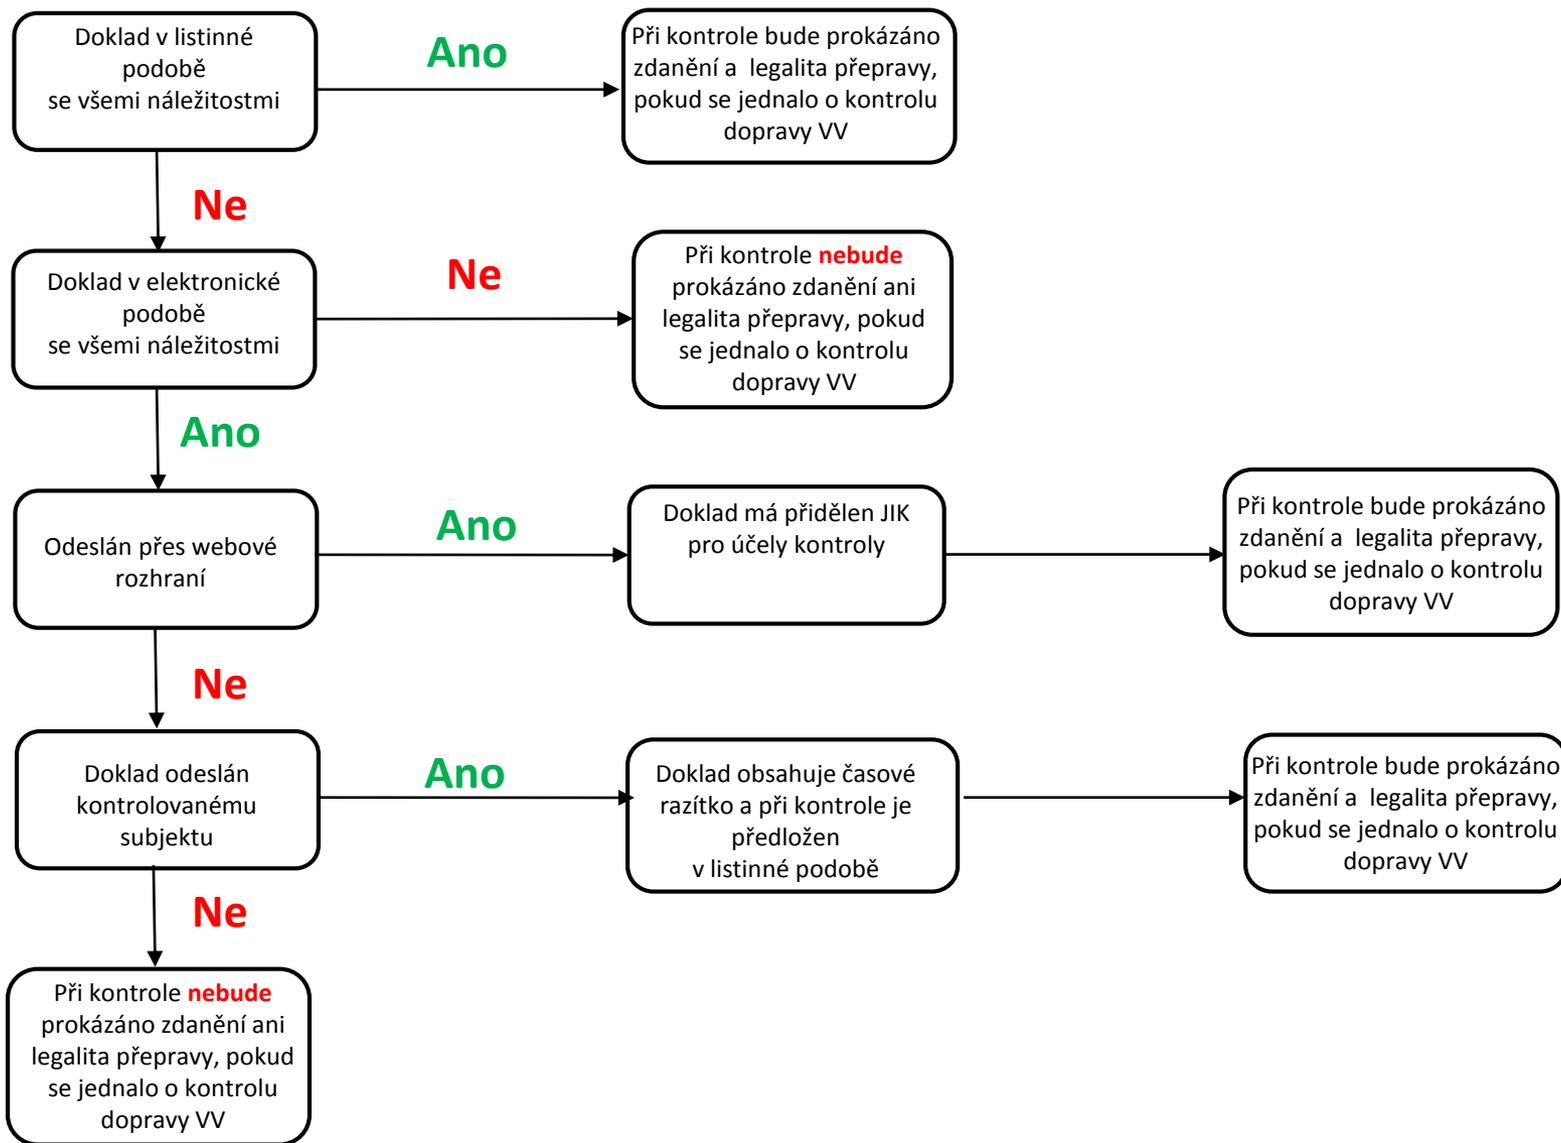 Doklad v listinné
podobě
se všemi náležitostmi
Ano
Při kontrole bude prokázáno
zdanění a  legalita přepravy,
pokud se jednalo o kontrolu
dopravy VV
Ne
Doklad v elektronické
podobě
se všemi náležitostmi
Ne
Při kontrole nebude
prokázáno zdanění ani
legalita přepravy, pokud
se jednalo o kontrolu
dopravy VV
Ano
Odeslán přes webové
rozhraní
Ano
Doklad má přidělen JIK
pro účely kontroly
Při kontrole bude prokázáno
zdanění a  legalita přepravy,
pokud se jednalo o kontrolu
dopravy VV
Ne
Doklad odeslán
kontrolovanému
subjektu
Ano
Doklad obsahuje časové
razítko a při kontrole je
předložen
v listinné podobě
Při kontrole bude prokázáno
zdanění a  legalita přepravy,
pokud se jednalo o kontrolu
dopravy VV
Ne
Při kontrole nebude
prokázáno zdanění ani
legalita přepravy, pokud
se jednalo o kontrolu
dopravy VV